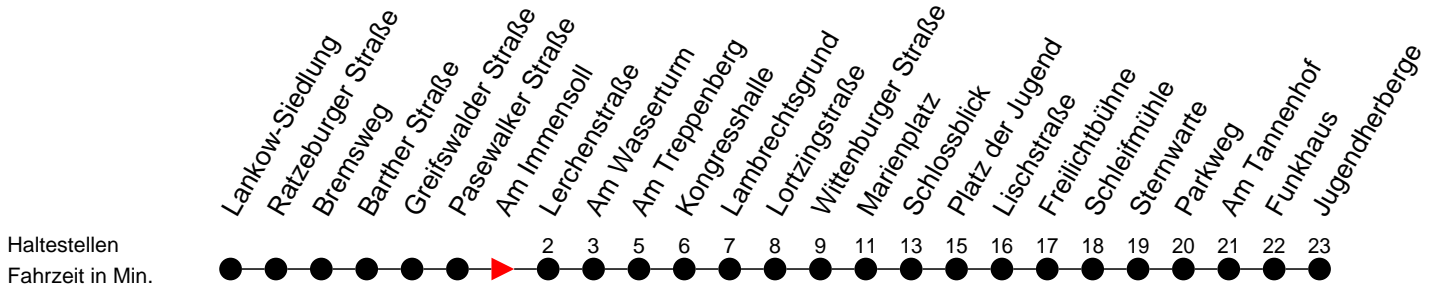 Lankow-Siedlung
Ratzeburger Straße
Bremsweg
Barther Straße
Greifswalder Straße
Pasewalker Straße
Am Immensoll
Lerchenstraße
Am Wasserturm
Am Treppenberg
Kongresshalle
Lambrechtsgrund
Lortzingstraße
Wittenburger Straße
Marienplatz
Schlossblick
Platz der Jugend
Lischstraße
Freilichtbühne
Schleifmühle
Sternwarte
Parkweg
Am Tannenhof
Funkhaus
Jugendherberge
Haltestellen 2 3 5 6 7 8 9 11 13 15 16 17 18 19 20 21 22 23
Fahrzeit in Min.